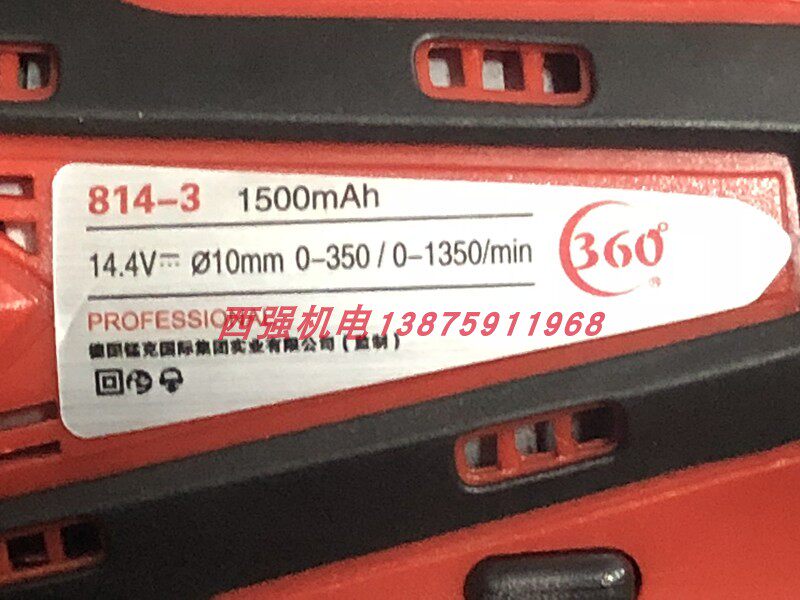 814-3 1500mAh
14.4V⎓ Ø10mm 0-350 / 0-1350/min
360°
PROFESSIONAL
西强机电13875911968
德国锰克国际集团实业有限公司（监制）